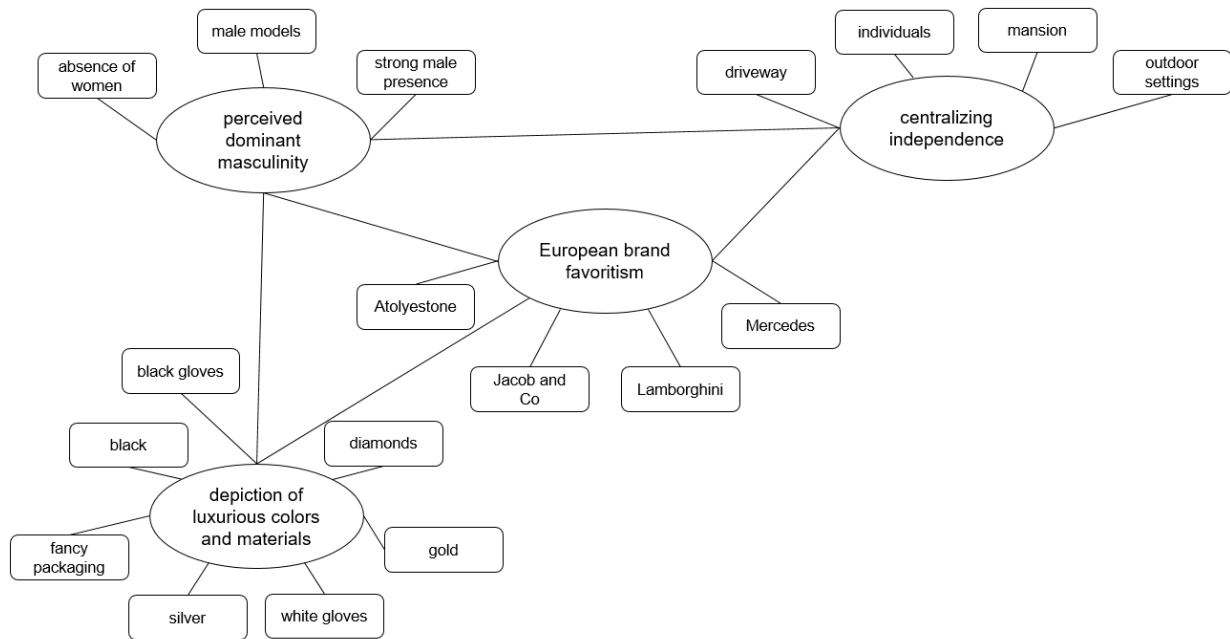 male models
individuals
mansion
absence of
women
strong male
presence
driveway
outdoor
settings
perceived
dominant
masculinity
centralizing
independence
European brand
favoritism
Atolyestone
Mercedes
black gloves
Jacob and
Co
Lamborghini
black
diamonds
depiction of
luxurious colors
and materials
fancy
packaging
gold
silver
white gloves